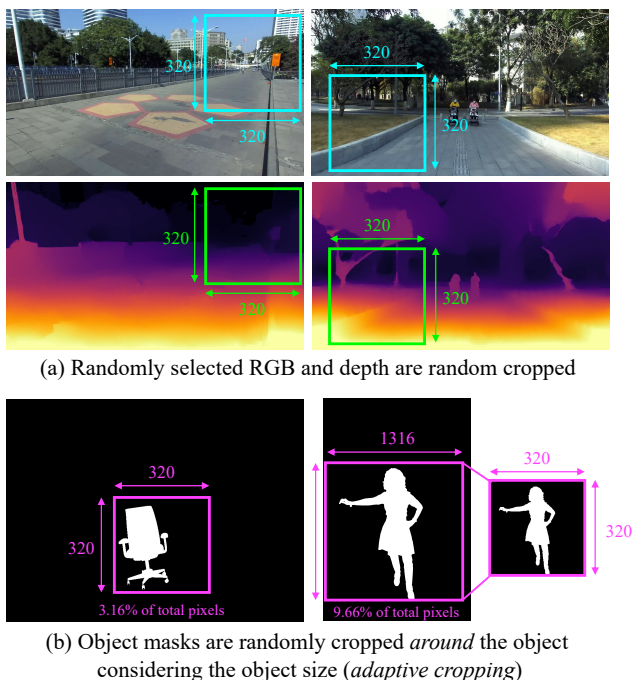 320
320
320
320
320
320
320
320
(a) Randomly selected RGB and depth are random cropped
1316
320
320
320
320
3.16% of total pixels
9.66% of total pixels
(b) Object masks are randomly cropped around the object
considering the object size (adaptive cropping)